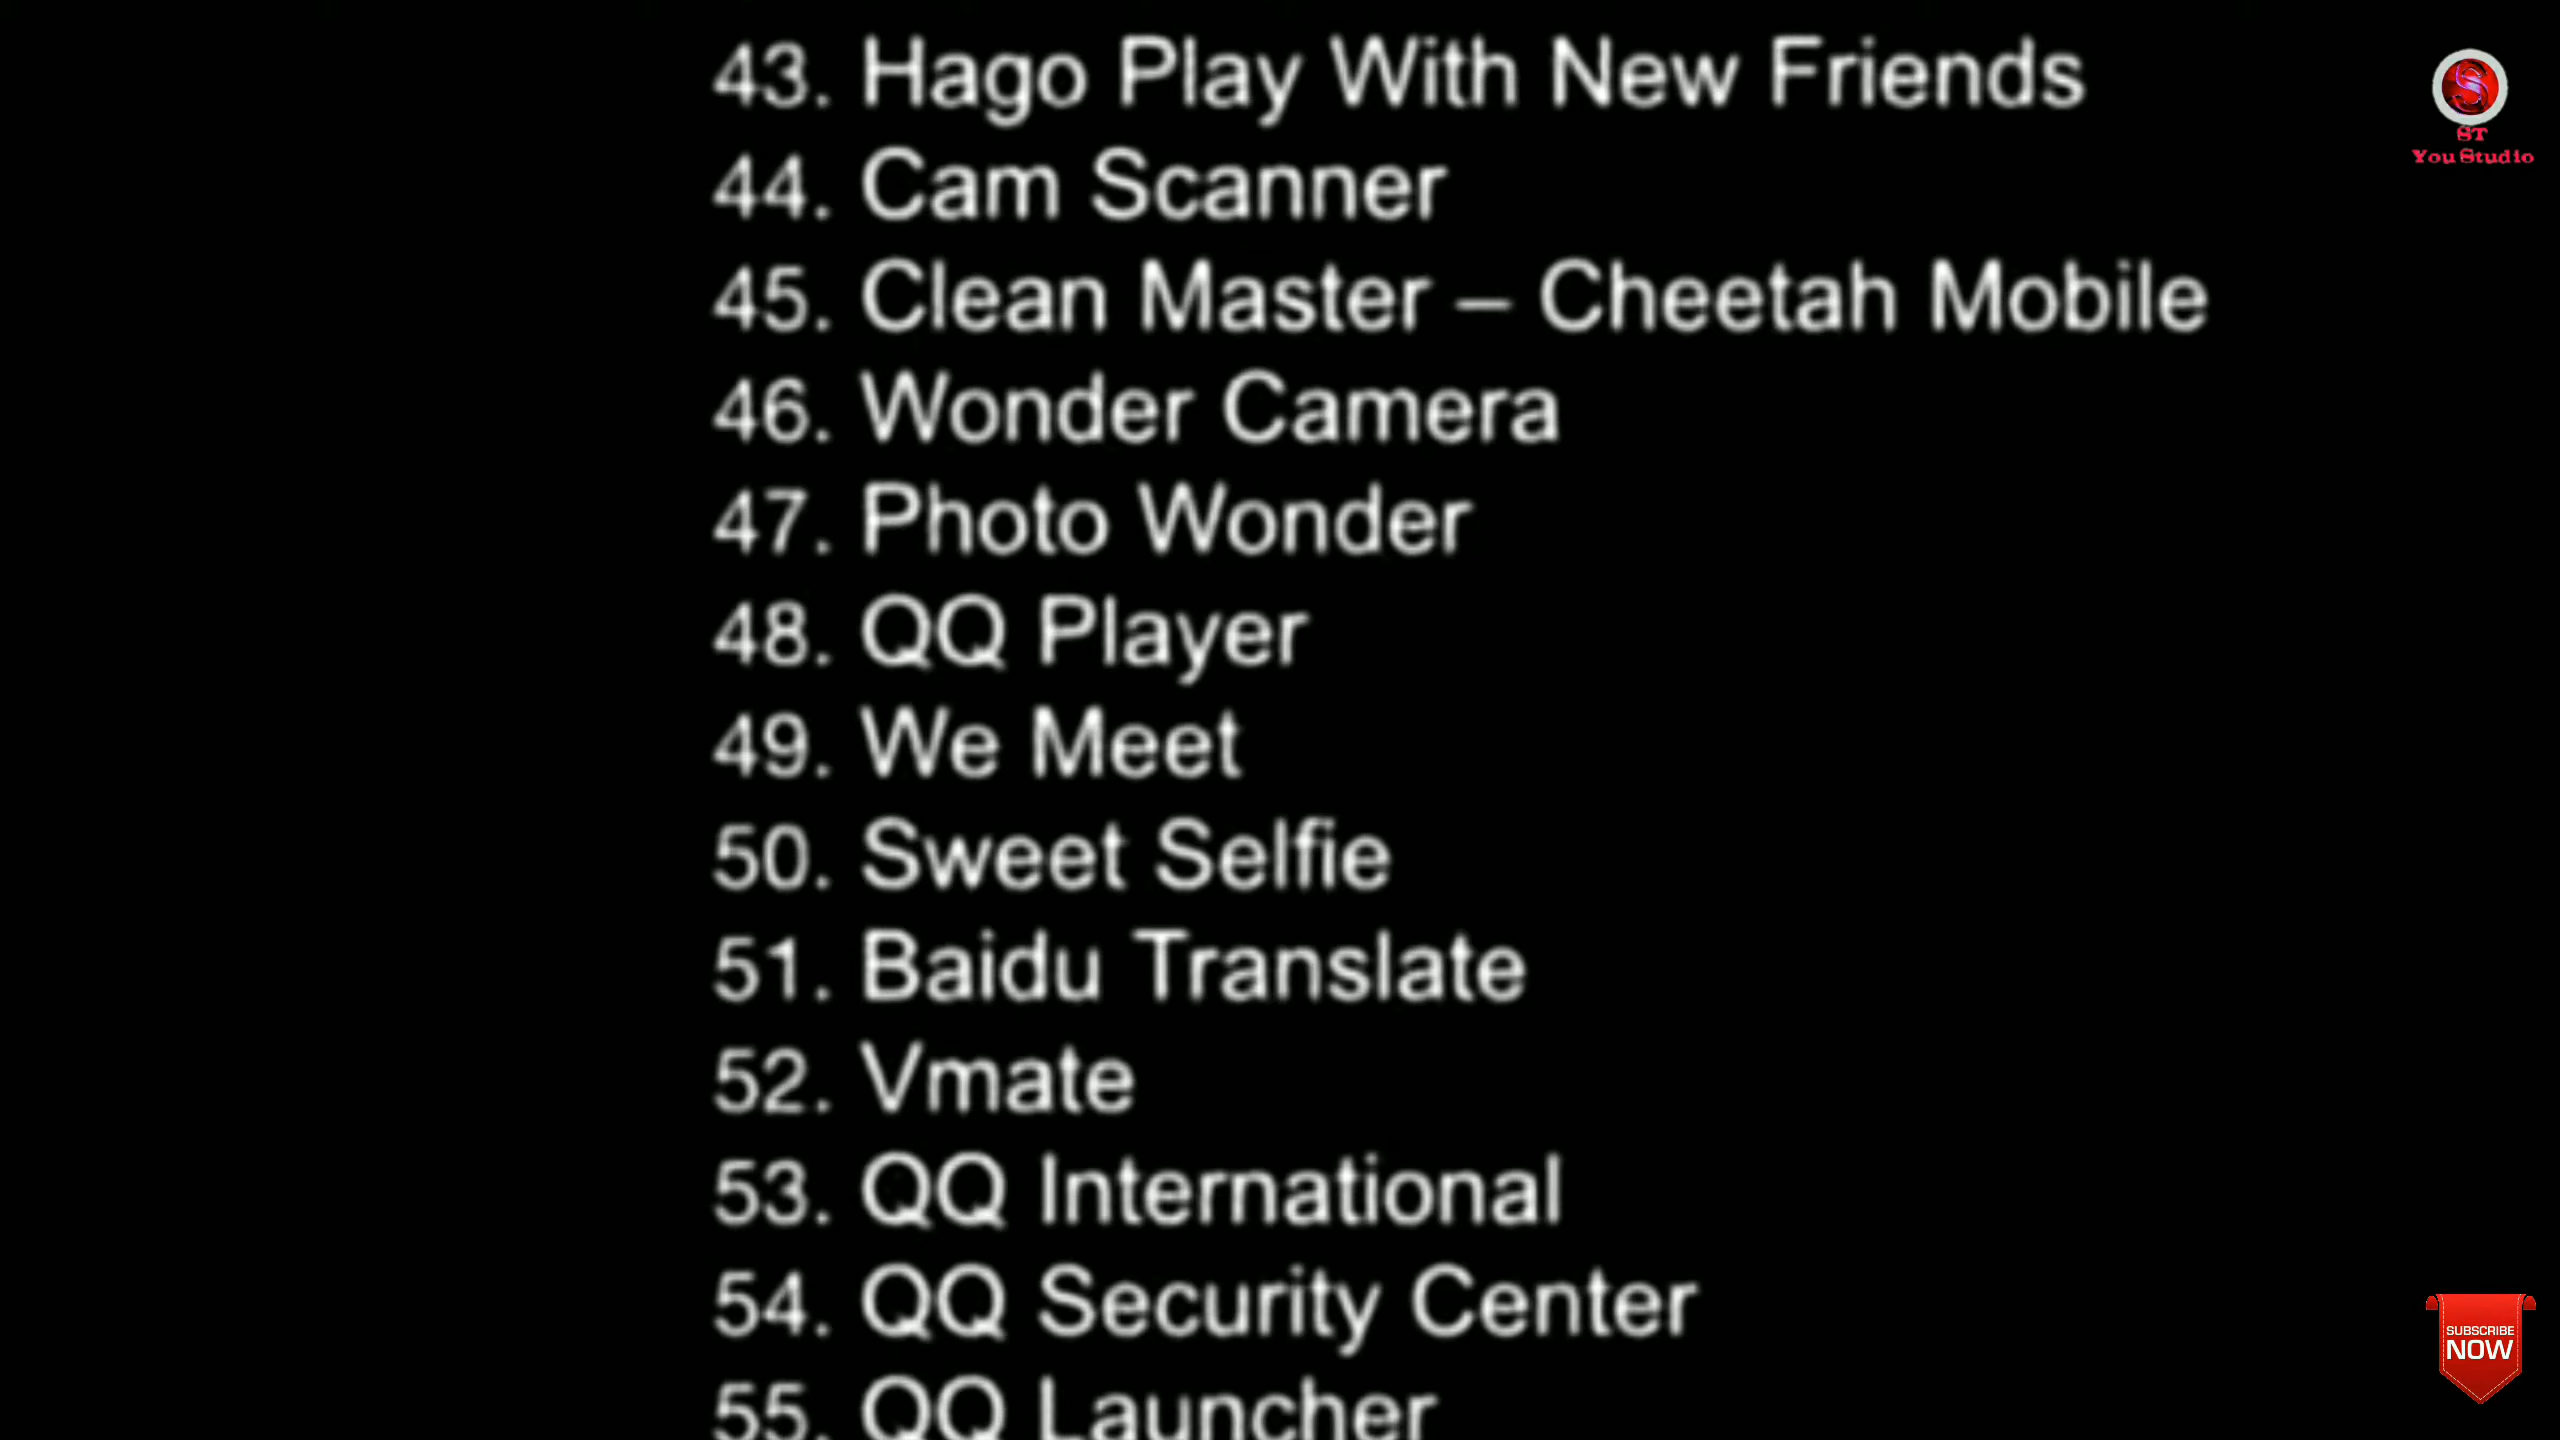 43. Hago Play With New Friends
44. Cam Scanner
45. Clean Master – Cheetah Mobile
46. Wonder Camera
47. Photo Wonder
48. QQ Player
49. We Meet
50. Sweet Selfie
51. Baidu Translate
52. Vmate
53. QQ International
54. QQ Security Center
55. QQ Launcher
S
ST
You Studio
SUBSCRIBE
NOW